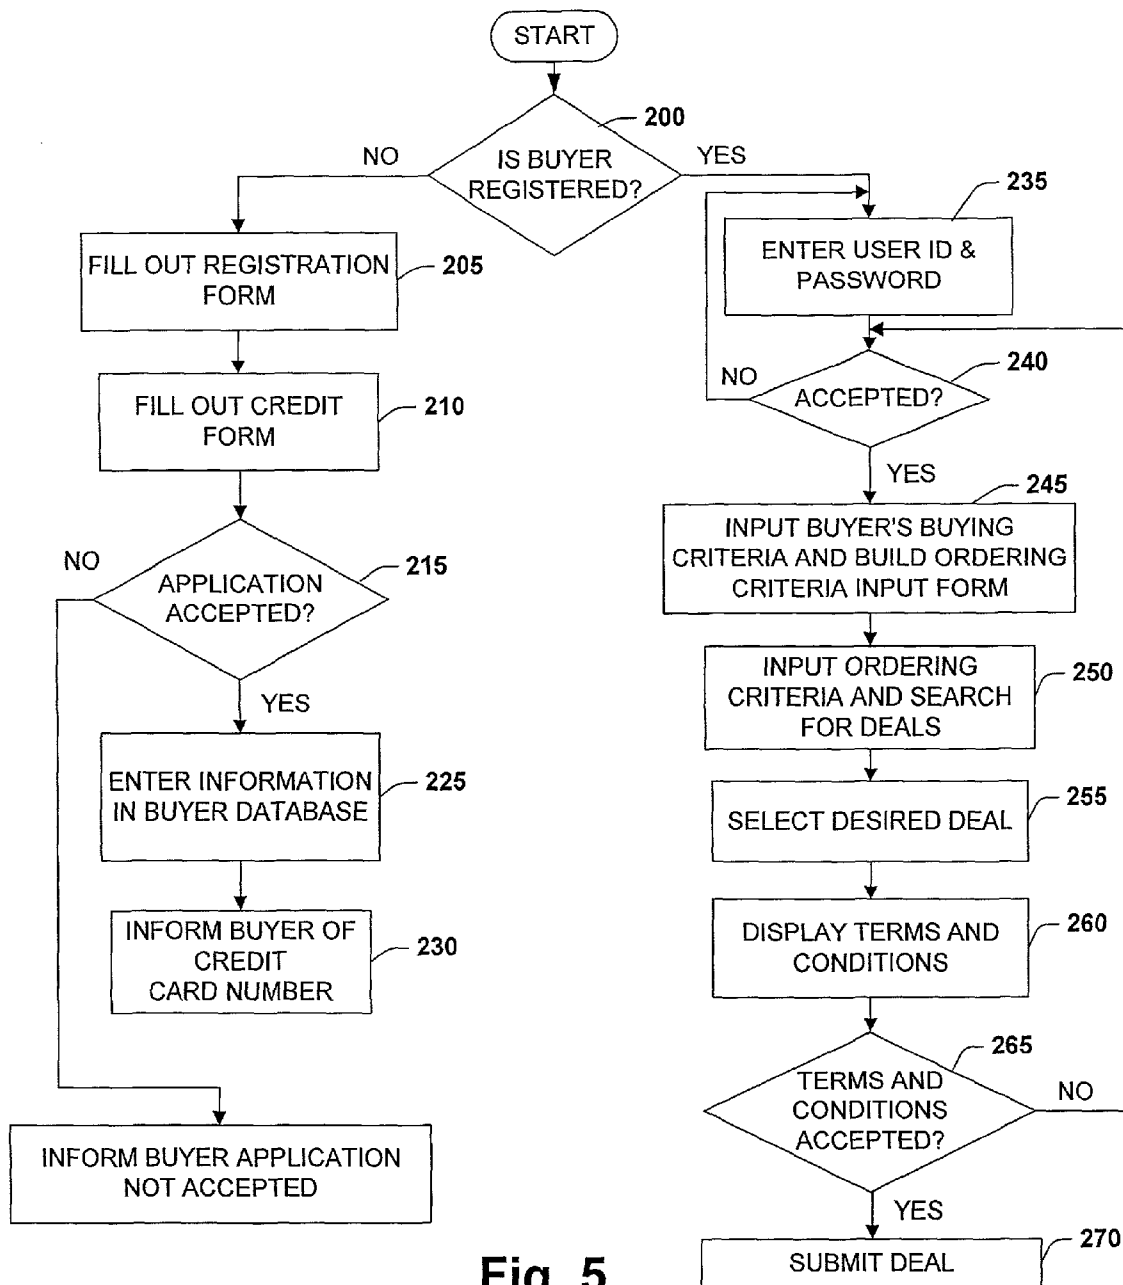 START
200
IS BUYER
REGISTERED?
NO
YES
FILL OUT REGISTRATION
FORM
205
FILL OUT CREDIT
FORM
210
APPLICATION
ACCEPTED?
215
NO
YES
ENTER INFORMATION
IN BUYER DATABASE
225
INFORM BUYER OF
CREDIT
CARD NUMBER
230
INFORM BUYER APPLICATION
NOT ACCEPTED
235
ENTER USER ID &
PASSWORD
240
NO
ACCEPTED?
YES
245
INPUT BUYER'S BUYING
CRITERIA AND BUILD ORDERING
CRITERIA INPUT FORM
INPUT ORDERING
CRITERIA AND SEARCH
FOR DEALS
250
SELECT DESIRED DEAL
255
DISPLAY TERMS AND
CONDITIONS
260
265
TERMS AND
CONDITIONS
ACCEPTED?
NO
YES
270
SUBMIT DEAL
Fig. 5